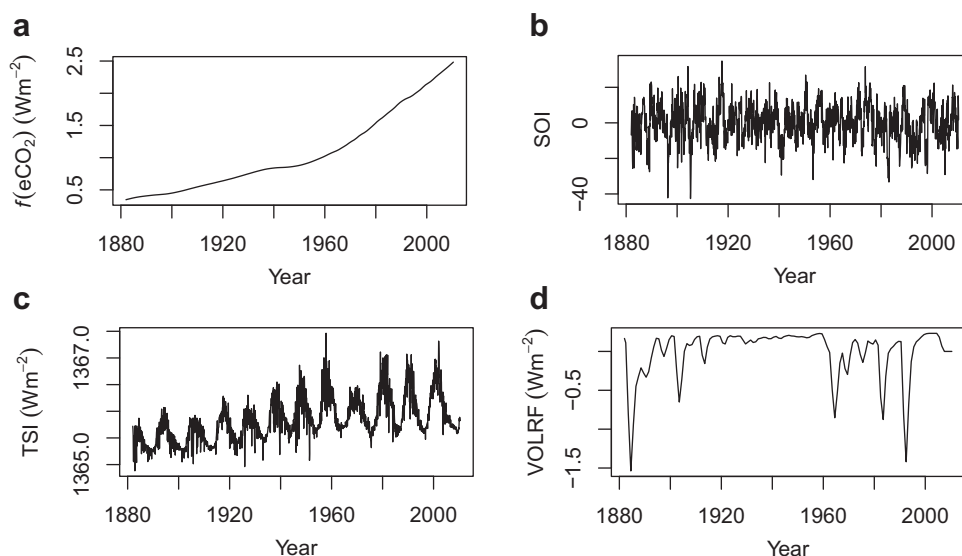 a
f(eCO₂) (Wm⁻²)
2.5
1.5
0.5
1880 1920 1960 2000
Year
b
SOI
0
−40
1880 1920 1960 2000
Year
c
TSI (Wm⁻²)
1367.0
1365.0
1880 1920 1960 2000
Year
d
VOLRF (Wm⁻²)
−0.5
−1.5
1880 1920 1960 2000
Year